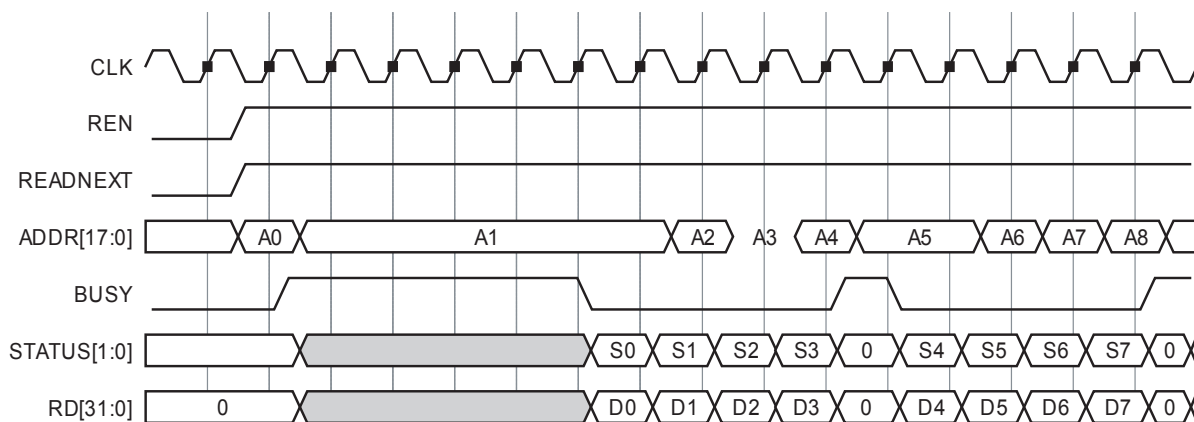 CLK
REN
READNEXT
ADDR[17:0] A0 A1 A2 A3 A4 A5 A6 A7 A8
BUSY
STATUS[1:0] S0 S1 S2 S3 0 S4 S5 S6 S7 0
RD[31:0] 0 D0 D1 D2 D3 0 D4 D5 D6 D7 0